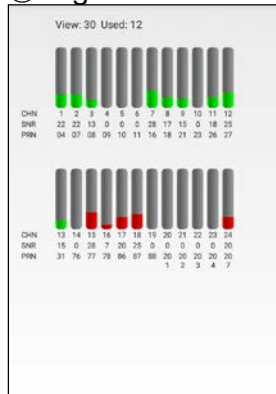 View: 30 Used: 12
CHN 1 2 3 4 5 6 7 8 9 10 11 12
SNR 22 22 13 0 0 0 28 17 15 0 18 25
PRN 04 07 08 09 10 11 16 18 21 23 26 27
CHN 13 14 15 16 17 18 19 20 21 22 23 24
SNR 15 0 28 7 20 25 0 0 0 0 0 20
PRN 31 76 77 78 86 87 88 20 20 20 20 20
1 2 3 4 7